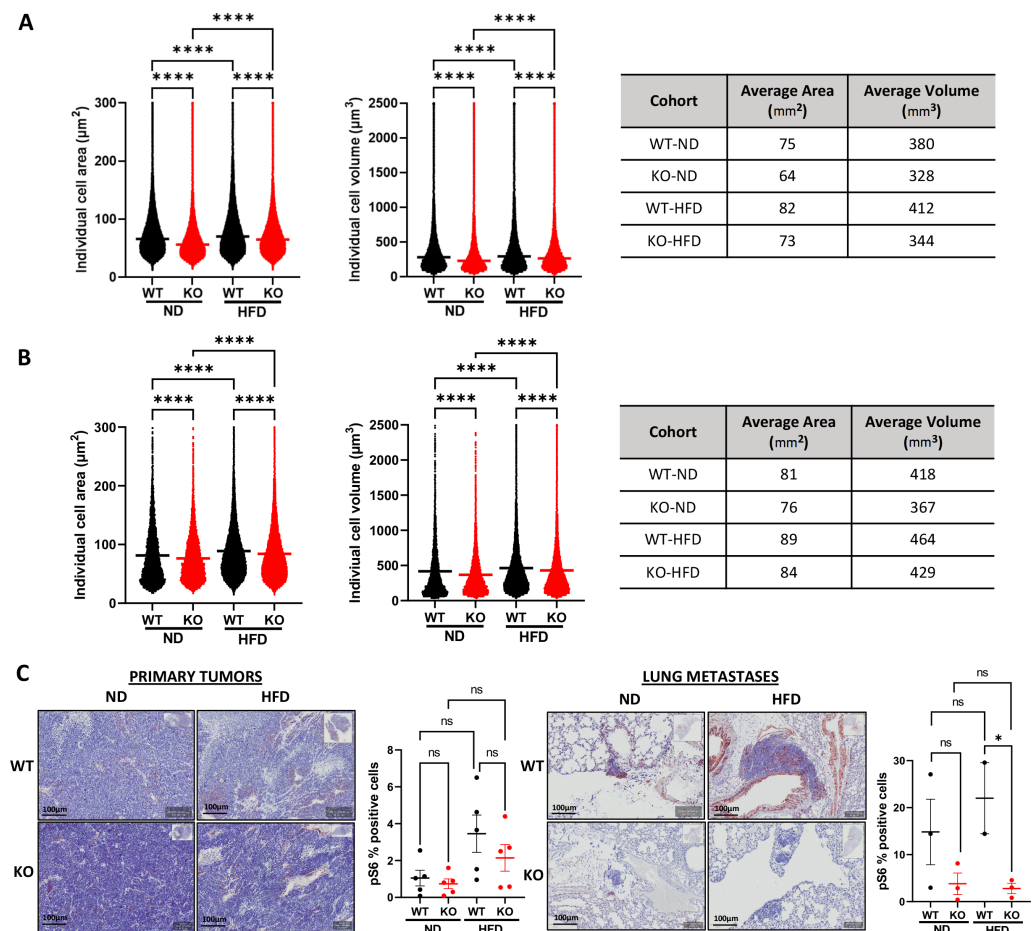 A
****
****
**** ****
Individual cell area (µm²)
300
200
100
0
WT KO WT KO
ND HFD
****
****
**** ****
Individual cell volume (µm³)
2500
2000
1500
1000
500
0
WT KO WT KO
ND HFD
Cohort Average Area (mm²) Average Volume (mm³)
WT-ND 75 380
KO-ND 64 328
WT-HFD 82 412
KO-HFD 73 344
B
****
****
**** ****
Individual cell area (µm²)
300
200
100
0
WT KO WT KO
ND HFD
****
****
**** ****
Indiviual cell volume (µm³)
2500
2000
1500
1000
500
0
WT KO WT KO
ND HFD
Cohort Average Area (mm²) Average Volume (mm³)
WT-ND 81 418
KO-ND 76 367
WT-HFD 89 464
KO-HFD 84 429
C
PRIMARY TUMORS
ND HFD
WT
100µm 100µm
KO
100µm 100µm
ns
ns
ns ns
pS6 % positive cells
8
6
4
2
0
WT KO WT KO
ND HFD
LUNG METASTASES
ND HFD
WT
100µm 100µm
KO
100µm 100µm
ns
ns
ns *
pS6 % positive cells
30
20
10
0
WT KO WT KO
ND HFD